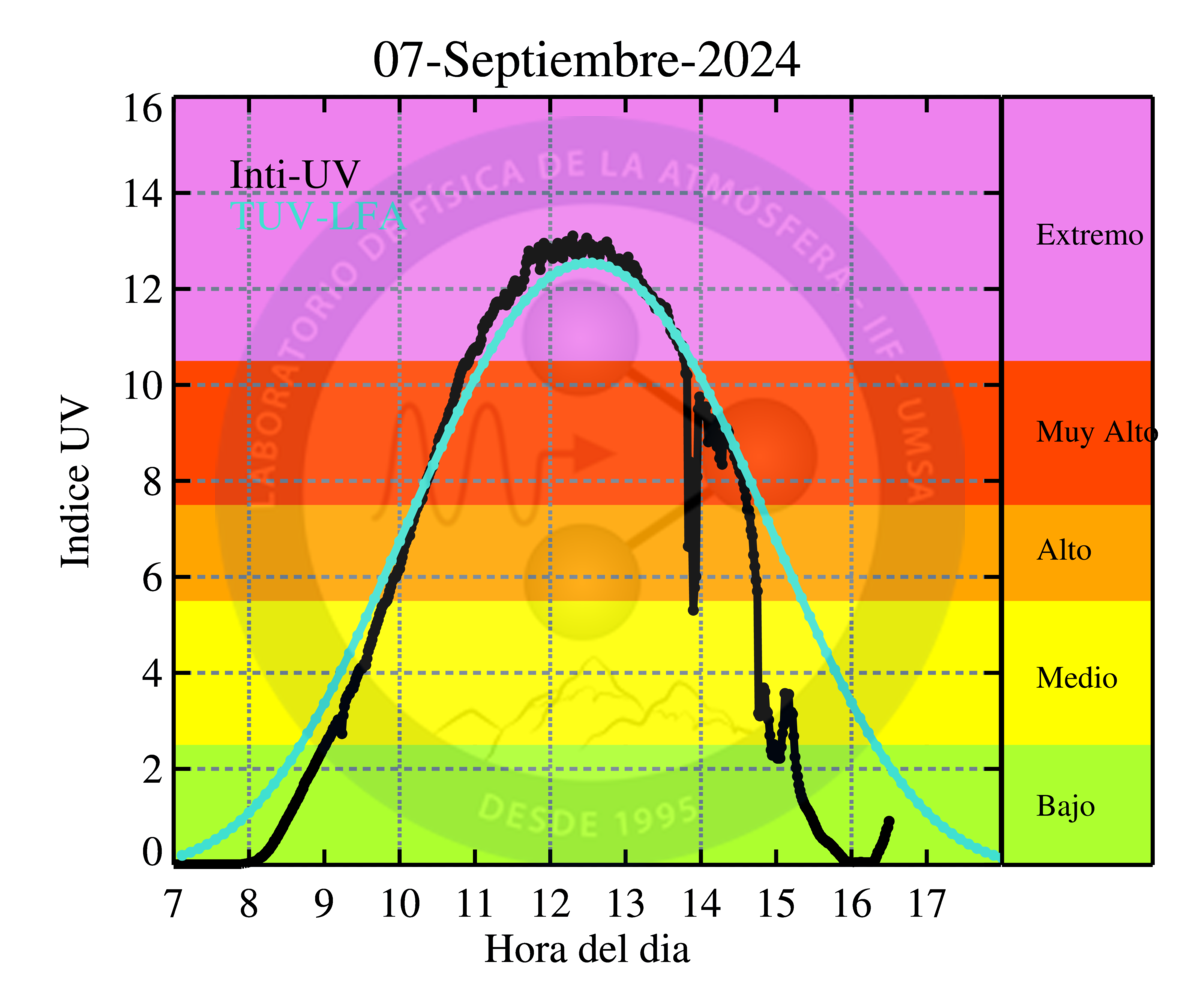 07-Septiembre-2024
16
14
12
10
8
6
4
2
0
Indice UV
Inti-UV
TUV-LFA
LABORATORIO DE FÍSICA DE LA ATMÓSFERA - IIF - UMSA
DESDE 1995
Extremo
Muy Alto
Alto
Medio
Bajo
7 8 9 10 11 12 13 14 15 16 17
Hora del dia